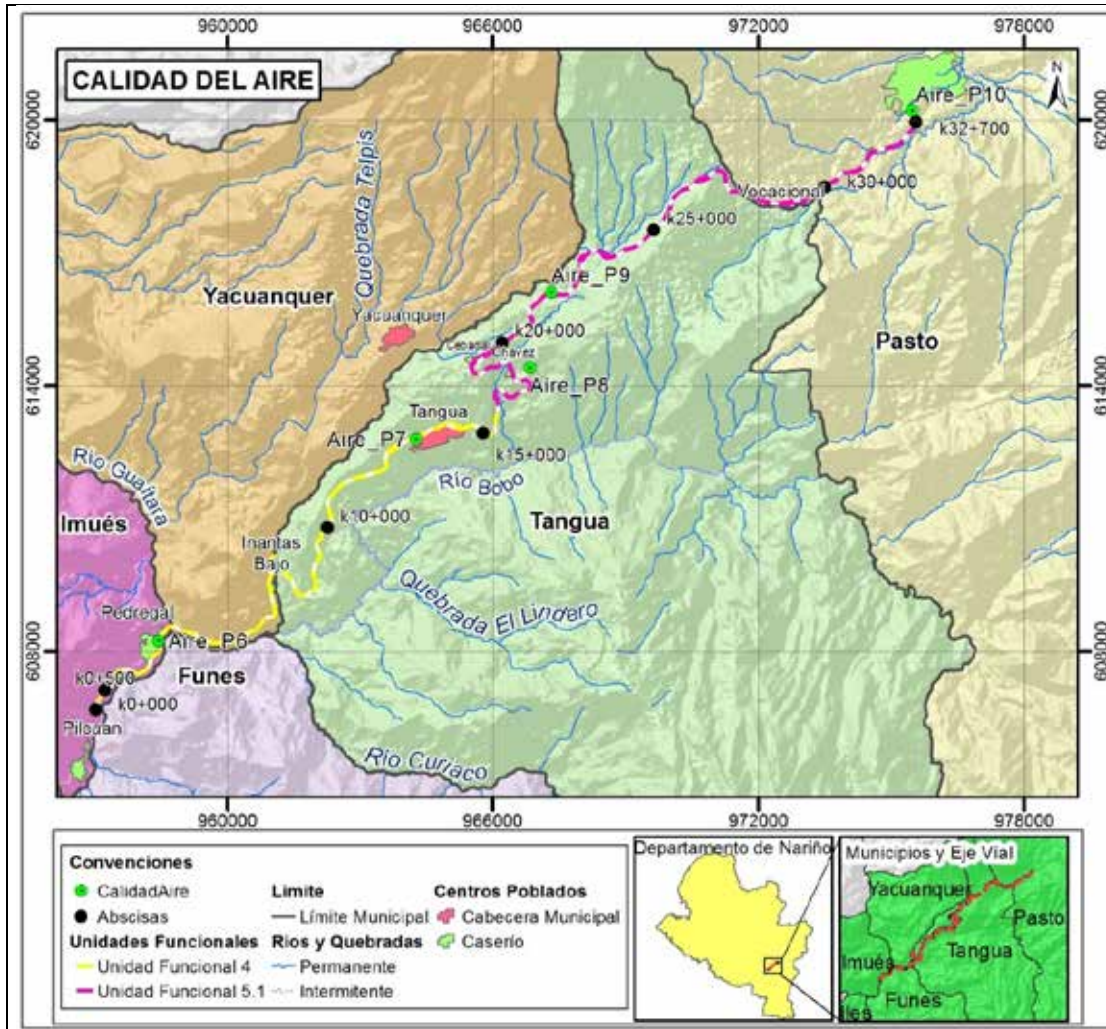 960000 966000 972000 978000
CALIDAD DEL AIRE
N
Aire_P10
620000 620000
k32+700
Quebrada Telpis
Vocacional k30+000
k25+000
Aire_P9
Yacuanquer
Yacuanquer
k20+000
Pasto
Chávez
614000 614000
Aire_P8
Tangua
Aire_P7
k15+000
Río Guáitara
Río Bobo
Imués
k10+000
Tangua
Inantas
Bajo
Quebrada El Lindero
Pedregal
Aire_P6
608000 608000
Funes
k0+500
k0+000
Pilcuan
Río Curiaco
960000 966000 972000 978000
Convenciones
CalidadAire
Abscisas
Unidades Funcionales
Unidad Funcional 4
Unidad Funcional 5.1
Límite
Límite Municipal
Rios y Quebradas
Permanente
Intermitente
Centros Poblados
Cabecera Municipal
Caserío
Departamento de Nariño
Municipios y Eje Vial
Yacuanquer
Pasto
Tangua
Imués
Funes
iles